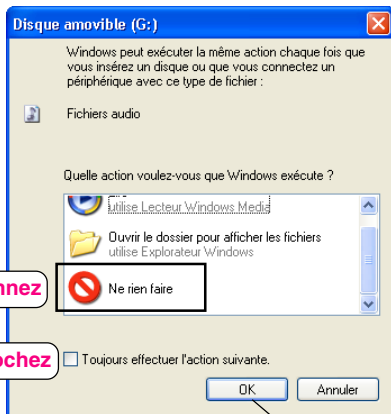 Disque amovible (G:)
Windows peut exécuter la même action chaque fois que
vous insérez un disque ou que vous connectez un
périphérique avec ce type de fichier :
Fichiers audio
Quelle action voulez-vous que Windows exécute ?
utilise Lecteur Windows Media
Ouvrir le dossier pour afficher les fichiers
utilise Explorateur Windows
nnez
Ne rien faire
ochez
Toujours effectuer l'action suivante.
OK
Annuler